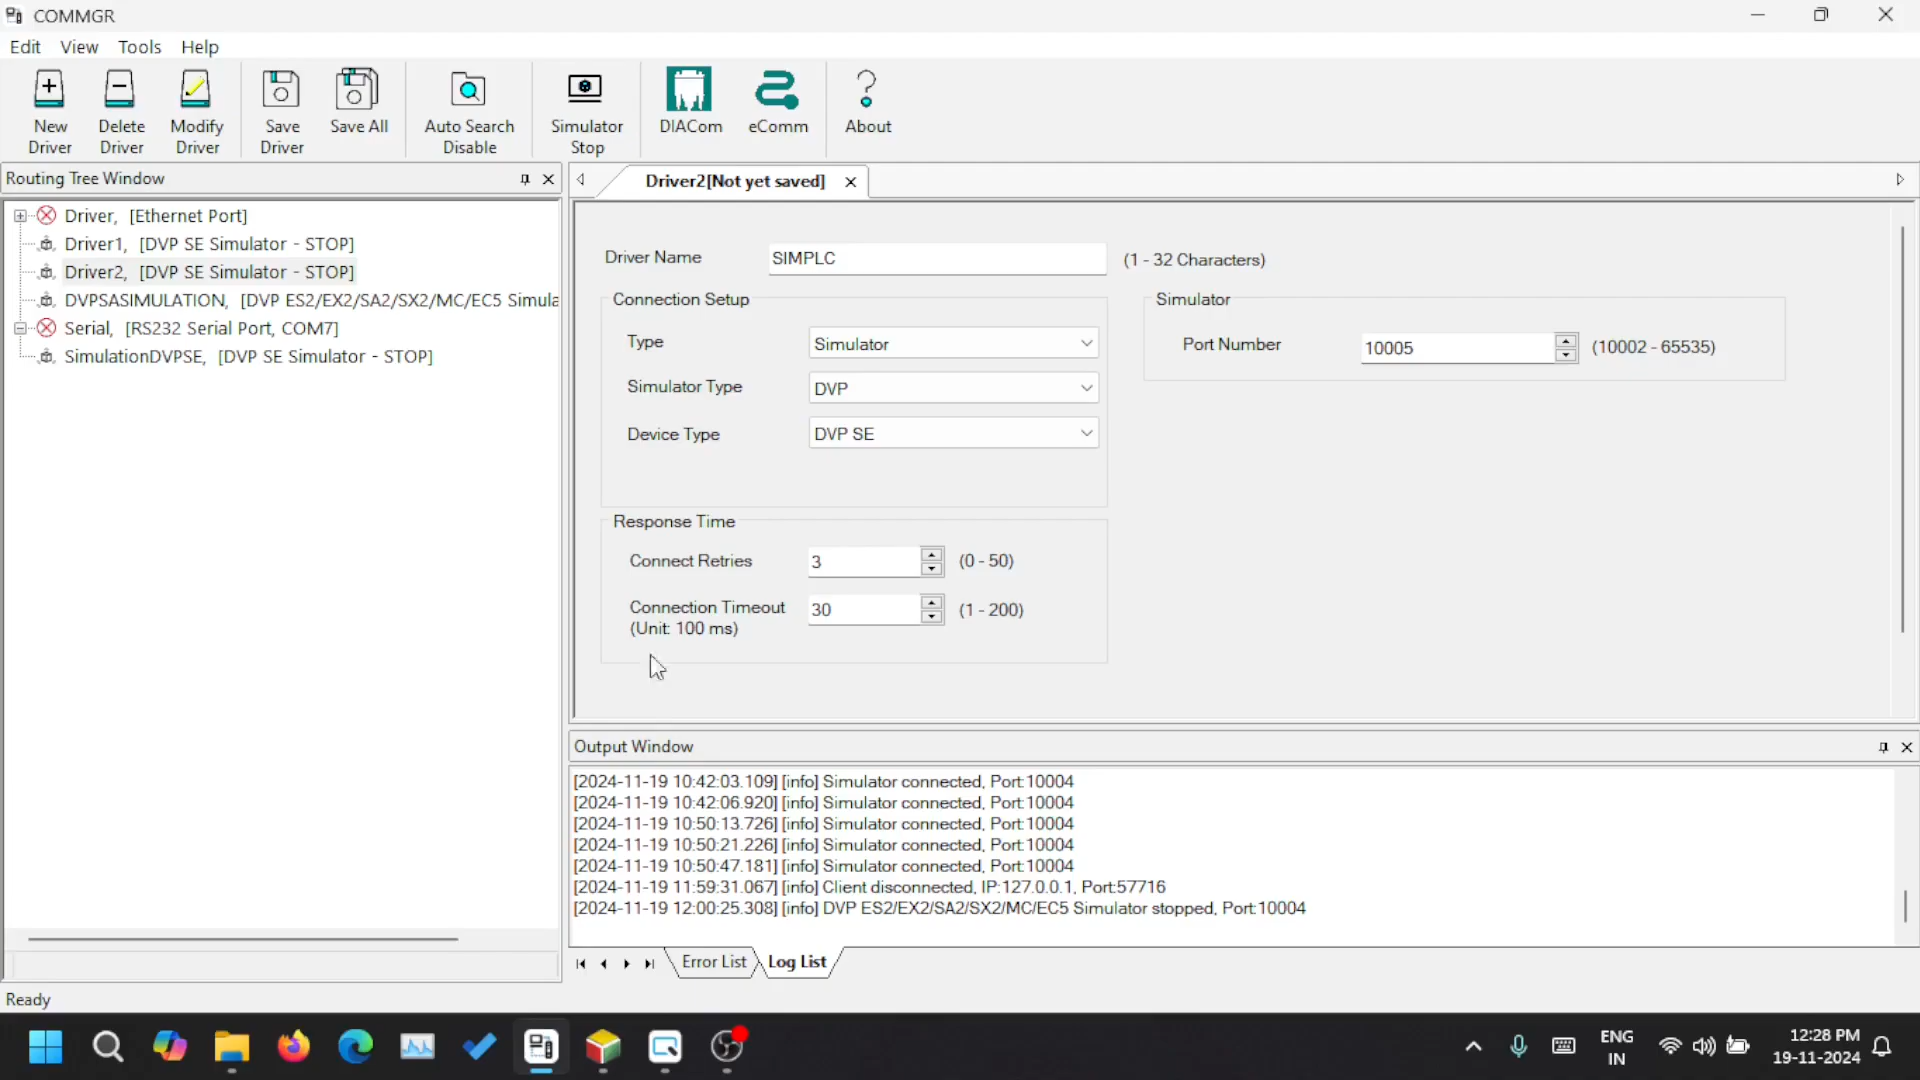 COMMGR
Edit View Tools Help
New Driver
Delete Driver
Modify Driver
Save Driver
Save All
Auto Search Disable
Simulator Stop
DIACom
eComm
About
Routing Tree Window
Driver, [Ethernet Port]
Driver1, [DVP SE Simulator - STOP]
Driver2, [DVP SE Simulator - STOP]
DVPSASIMULATION, [DVP ES2/EX2/SA2/SX2/MC/EC5 Simula
Serial, [RS232 Serial Port, COM7]
SimulationDVPSE, [DVP SE Simulator - STOP]
Driver2[Not yet saved]
Driver Name SIMPLC (1 - 32 Characters)
Connection Setup
Type Simulator
Simulator Type DVP
Device Type DVP SE
Simulator
Port Number 10005 (10002 - 65535)
Response Time
Connect Retries 3 (0 - 50)
Connection Timeout 30 (1 - 200)
(Unit: 100 ms)
Output Window
[2024-11-19 10:42:03.109] [info] Simulator connected, Port:10004
[2024-11-19 10:42:06.920] [info] Simulator connected, Port:10004
[2024-11-19 10:50:13.726] [info] Simulator connected, Port:10004
[2024-11-19 10:50:21.226] [info] Simulator connected, Port:10004
[2024-11-19 10:50:47.181] [info] Simulator connected, Port:10004
[2024-11-19 11:59:31.067] [info] Client disconnected, IP:127.0.0.1, Port:57716
[2024-11-19 12:00:25.308] [info] DVP ES2/EX2/SA2/SX2/MC/EC5 Simulator stopped, Port:10004
Error List Log List
Ready
ENG
IN
12:28 PM
19-11-2024